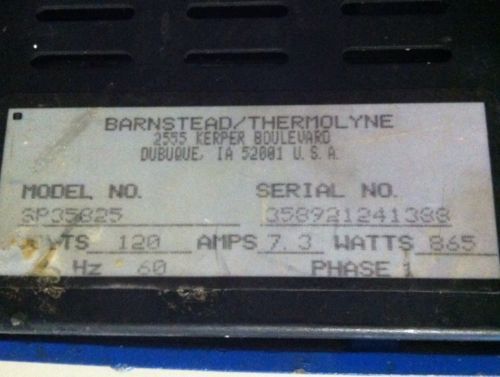 BARNSTEAD/THERMOLYNE
2555 KERPER BOULEVARD
DUBUQUE, IA 52001 U.S.A.
MODEL NO. SERIAL NO.
SP35825 358921241388
120 AMPS 7.3 WATTS 865
Hz 60 PHASE 1